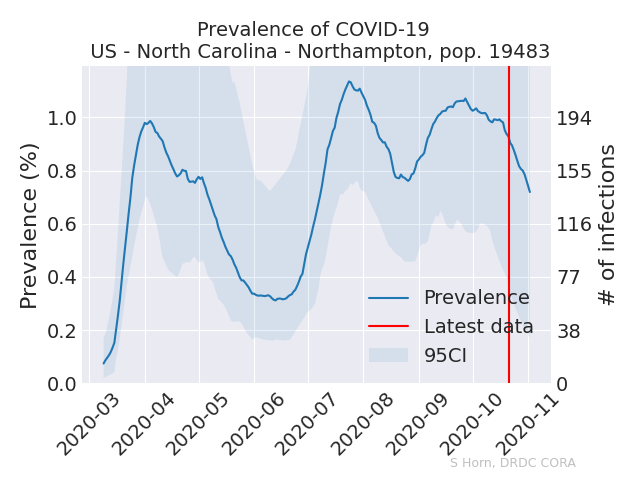 Prevalence of COVID-19
US - North Carolina - Northampton, pop. 19483
Prevalence (%)
1.0
0.8
0.6
0.4
0.2
0.0
194
155
116
77
38
0
# of infections
Prevalence
Latest data
95CI
2020-03
2020-04
2020-05
2020-06
2020-07
2020-08
2020-09
2020-10
2020-11
S Horn, DRDC CORA